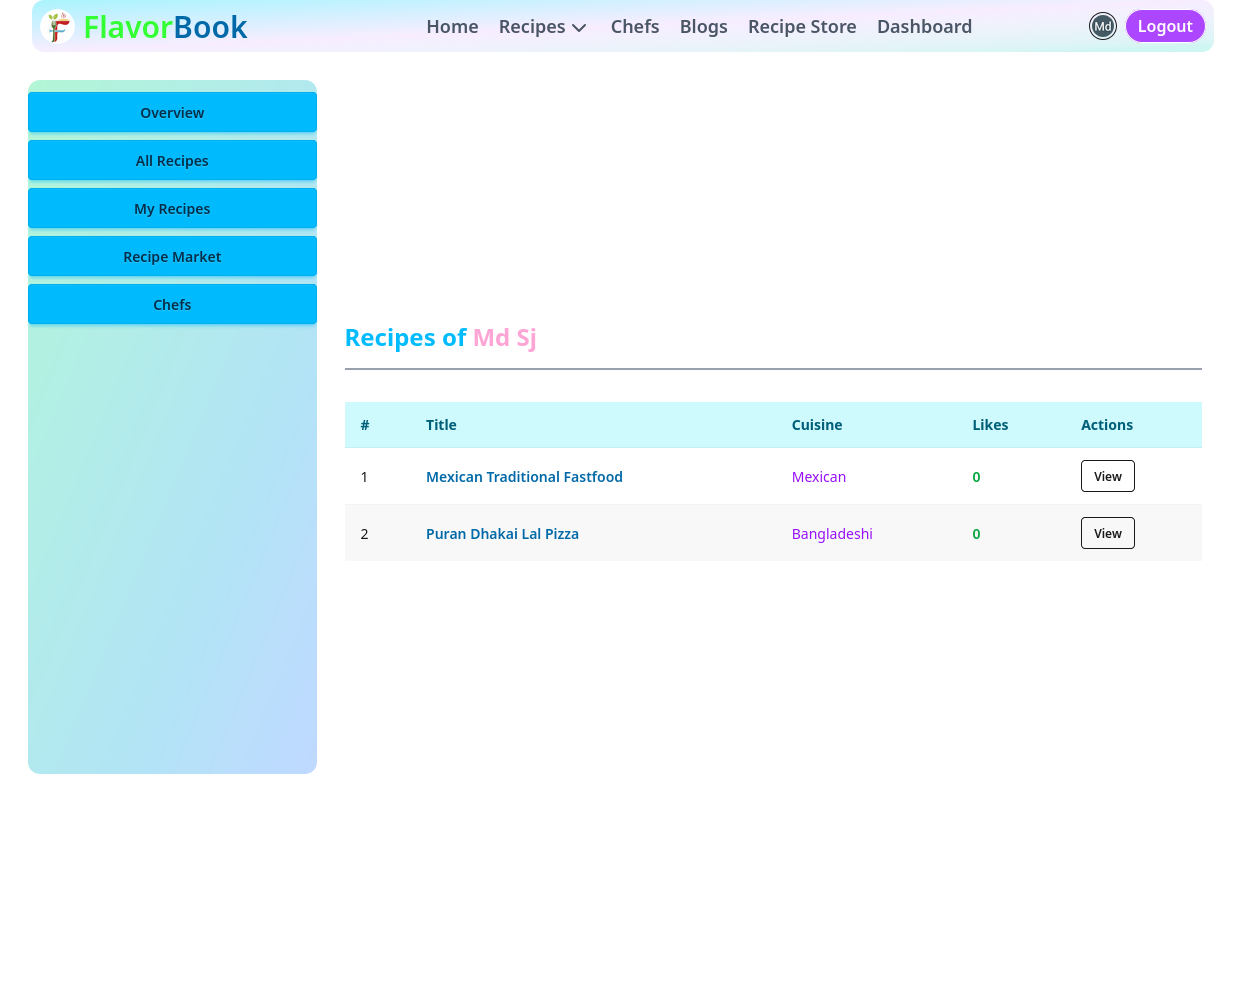 FlavorBook Home Recipes Chefs Blogs Recipe Store Dashboard Md Logout
Overview
All Recipes
My Recipes
Recipe Market
Chefs
Recipes of Md Sj
# Title Cuisine Likes Actions
1 Mexican Traditional Fastfood Mexican 0 View
2 Puran Dhakai Lal Pizza Bangladeshi 0 View